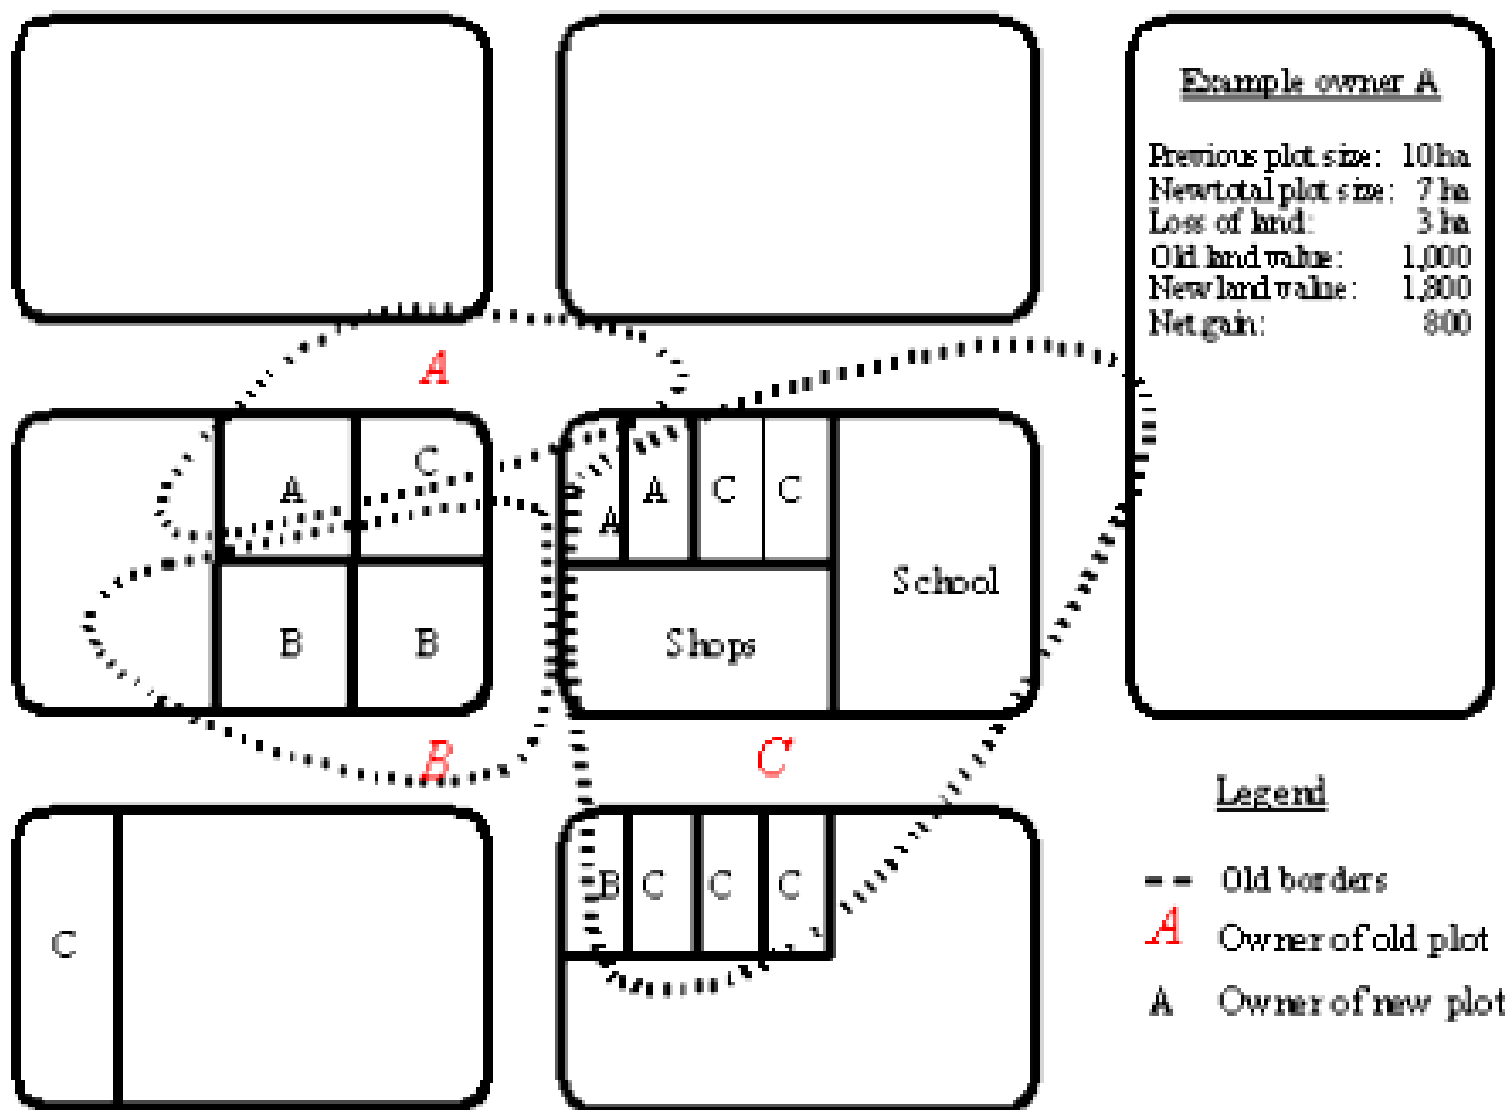 Example owner A
Previous plot size: 10 ha
New total plot size: 7 ha
Loss of land: 3 ha
Old land value: 1,000
New land value: 1,800
Net gain: 800
A
A
C
A
A
C
C
School
B
B
Shops
B
C
C
B
C
C
C
Legend
Old borders
A Owner of old plot
A Owner of new plot